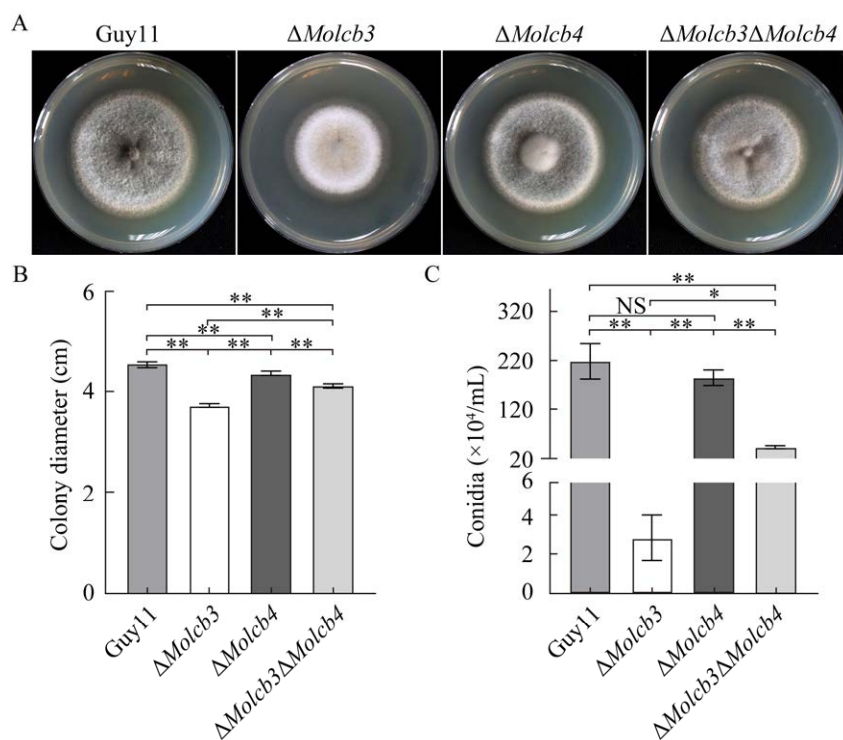 A
Guy11 ΔMolcb3 ΔMolcb4 ΔMolcb3ΔMolcb4
B
Colony diameter (cm)
6
4
2
0
**
**
**
** ** **
Guy11 ΔMolcb3 ΔMolcb4 ΔMolcb3ΔMolcb4
C
Conidia (×10⁴/mL)
320
220
120
20
6
4
2
0
**
*
NS
** ** **
Guy11 ΔMolcb3 ΔMolcb4 ΔMolcb3ΔMolcb4